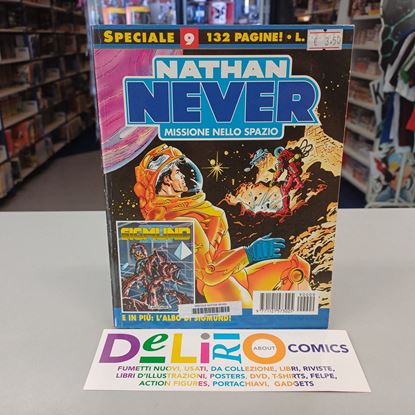 SPECIALE 9 132 PAGINE! • L.
€ 3,50
NATHAN
NEVER
MISSIONE NELLO SPAZIO
SIGMUND
E IN PIÙ: L'ALBO DI SIGMUND!
DeLiRiO
ABOUT
COMICS
FUMETTI NUOVI, USATI, DA COLLEZIONE, LIBRI, RIVISTE,
LIBRI D'ILLUSTRAZIONI, POSTERS, DVD, T-SHIRTS, FELPE,
ACTION FIGURES, PORTACHIAVI, GADGETS